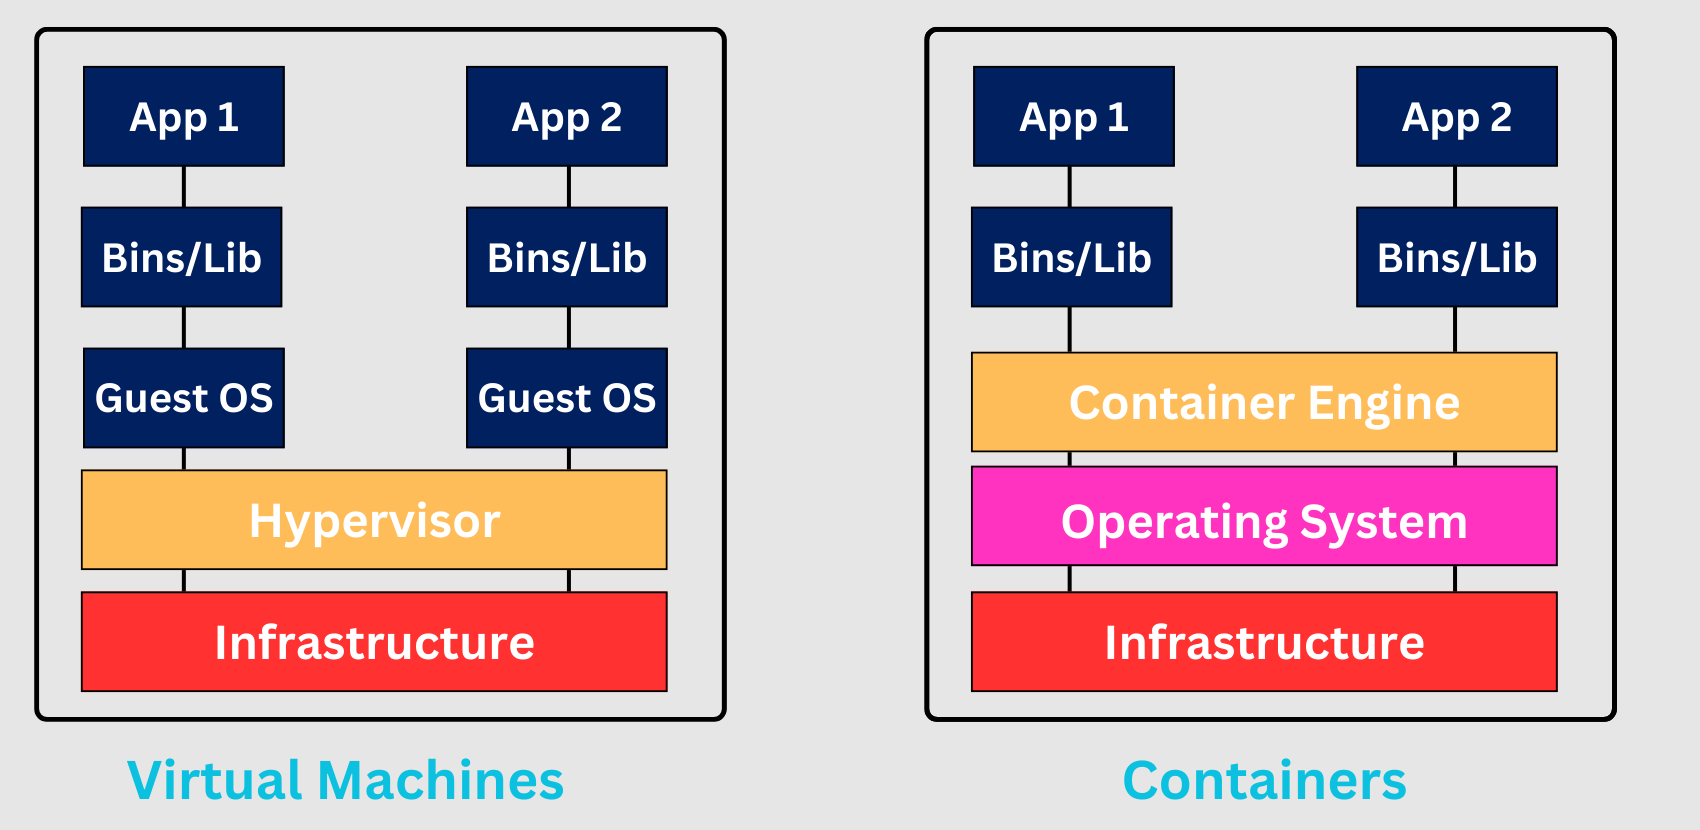 App 1
App 2
Bins/Lib
Bins/Lib
Guest OS
Guest OS
Hypervisor
Infrastructure
Virtual Machines
App 1
App 2
Bins/Lib
Bins/Lib
Container Engine
Operating System
Infrastructure
Containers